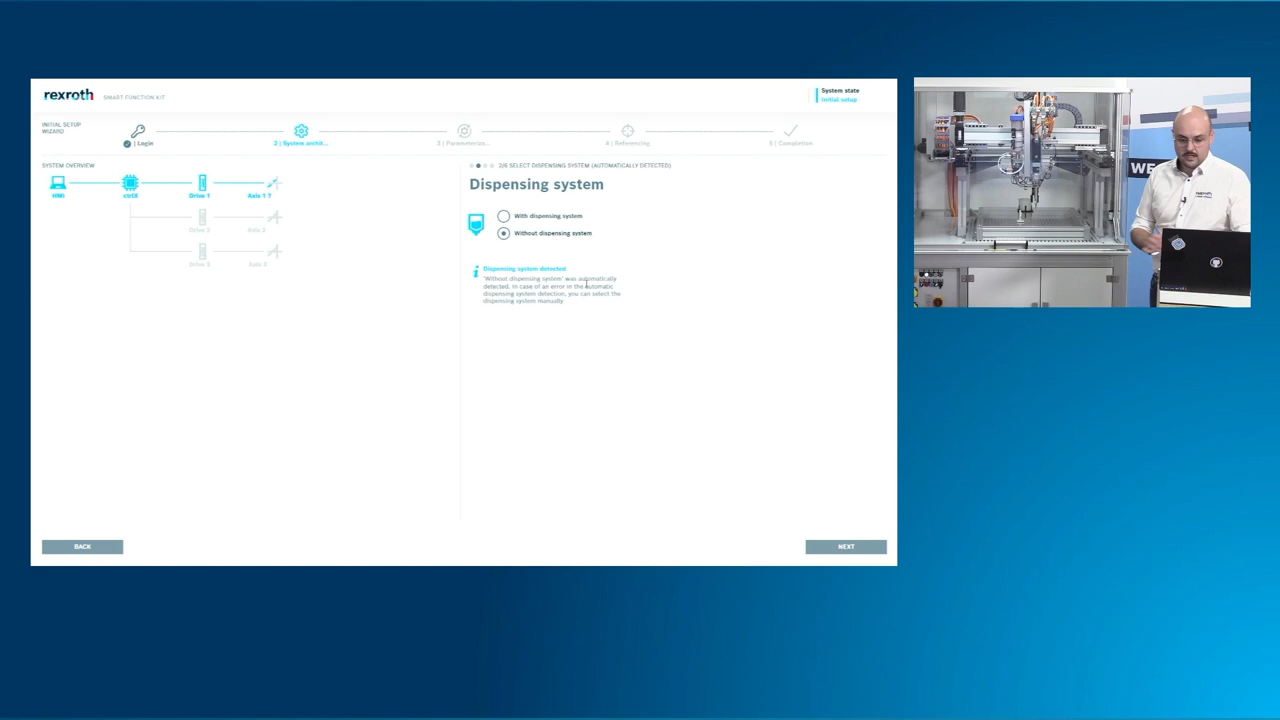 rexroth
SMART FUNCTION KIT
System state
Initial setup
INITIAL SETUP
WIZARD
1 | Login
2 | System archit...
3 | Parameteriza...
4 | Referencing
5 | Completion
SYSTEM OVERVIEW
HMI
ctrlX
Drive 1
Axis 1 ?
Drive 2
Axis 2
Drive 3
Axis 3
2/6 SELECT DISPENSING SYSTEM (AUTOMATICALLY DETECTED)
Dispensing system
With dispensing system
Without dispensing system
Dispensing system detected
'Without dispensing system' was automatically
detected. In case of an error in the automatic
dispensing system detection, you can select the
dispensing system manually
BACK
NEXT
WE
rexroth